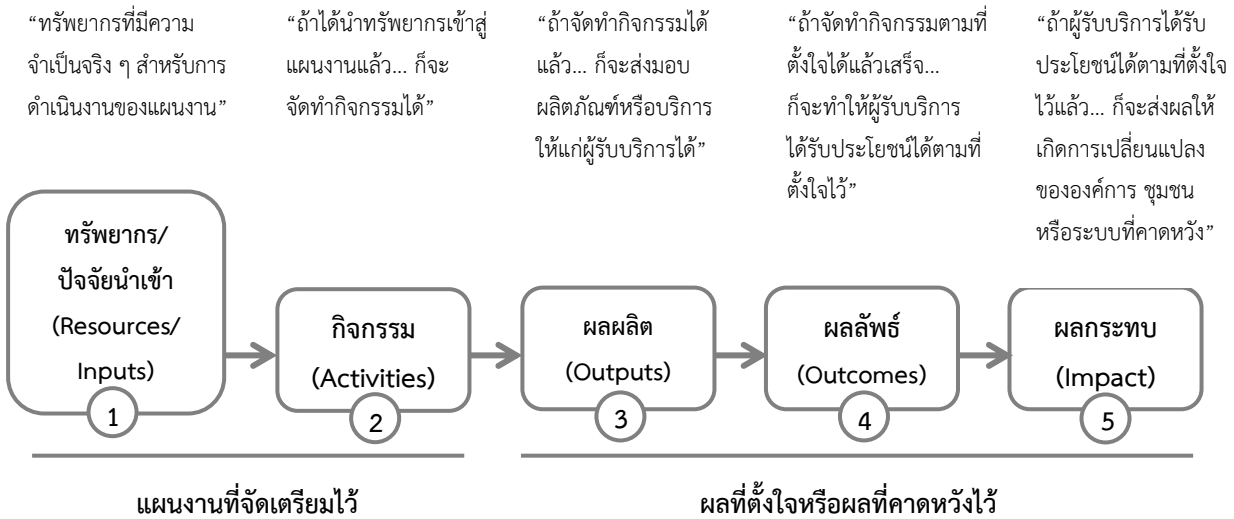 “ทรัพยากรที่มีความ
จำเป็นจริง ๆ สำหรับการ
ดำเนินงานของแผนงาน”
“ถ้าได้นำทรัพยากรเข้าสู่
แผนงานแล้ว... ก็จะ
จัดทำกิจกรรมได้”
“ถ้าจัดทำกิจกรรมได้
แล้ว... ก็จะส่งมอบ
ผลิตภัณฑ์หรือบริการ
ให้แก่ผู้รับบริการได้”
“ถ้าจัดทำกิจกรรมตามที่
ตั้งใจได้แล้วเสร็จ...
ก็จะทำให้ผู้รับบริการ
ได้รับประโยชน์ได้ตามที่
ตั้งใจไว้”
“ถ้าผู้รับบริการได้รับ
ประโยชน์ได้ตามที่ตั้งใจ
ไว้แล้ว... ก็จะส่งผลให้
เกิดการเปลี่ยนแปลง
ขององค์การ ชุมชน
หรือระบบที่คาดหวัง”
ทรัพยากร/
ปัจจัยนำเข้า
(Resources/
Inputs)
1
กิจกรรม
(Activities)
2
ผลผลิต
(Outputs)
3
ผลลัพธ์
(Outcomes)
4
ผลกระทบ
(Impact)
5
แผนงานที่จัดเตรียมไว้
ผลที่ตั้งใจหรือผลที่คาดหวังไว้